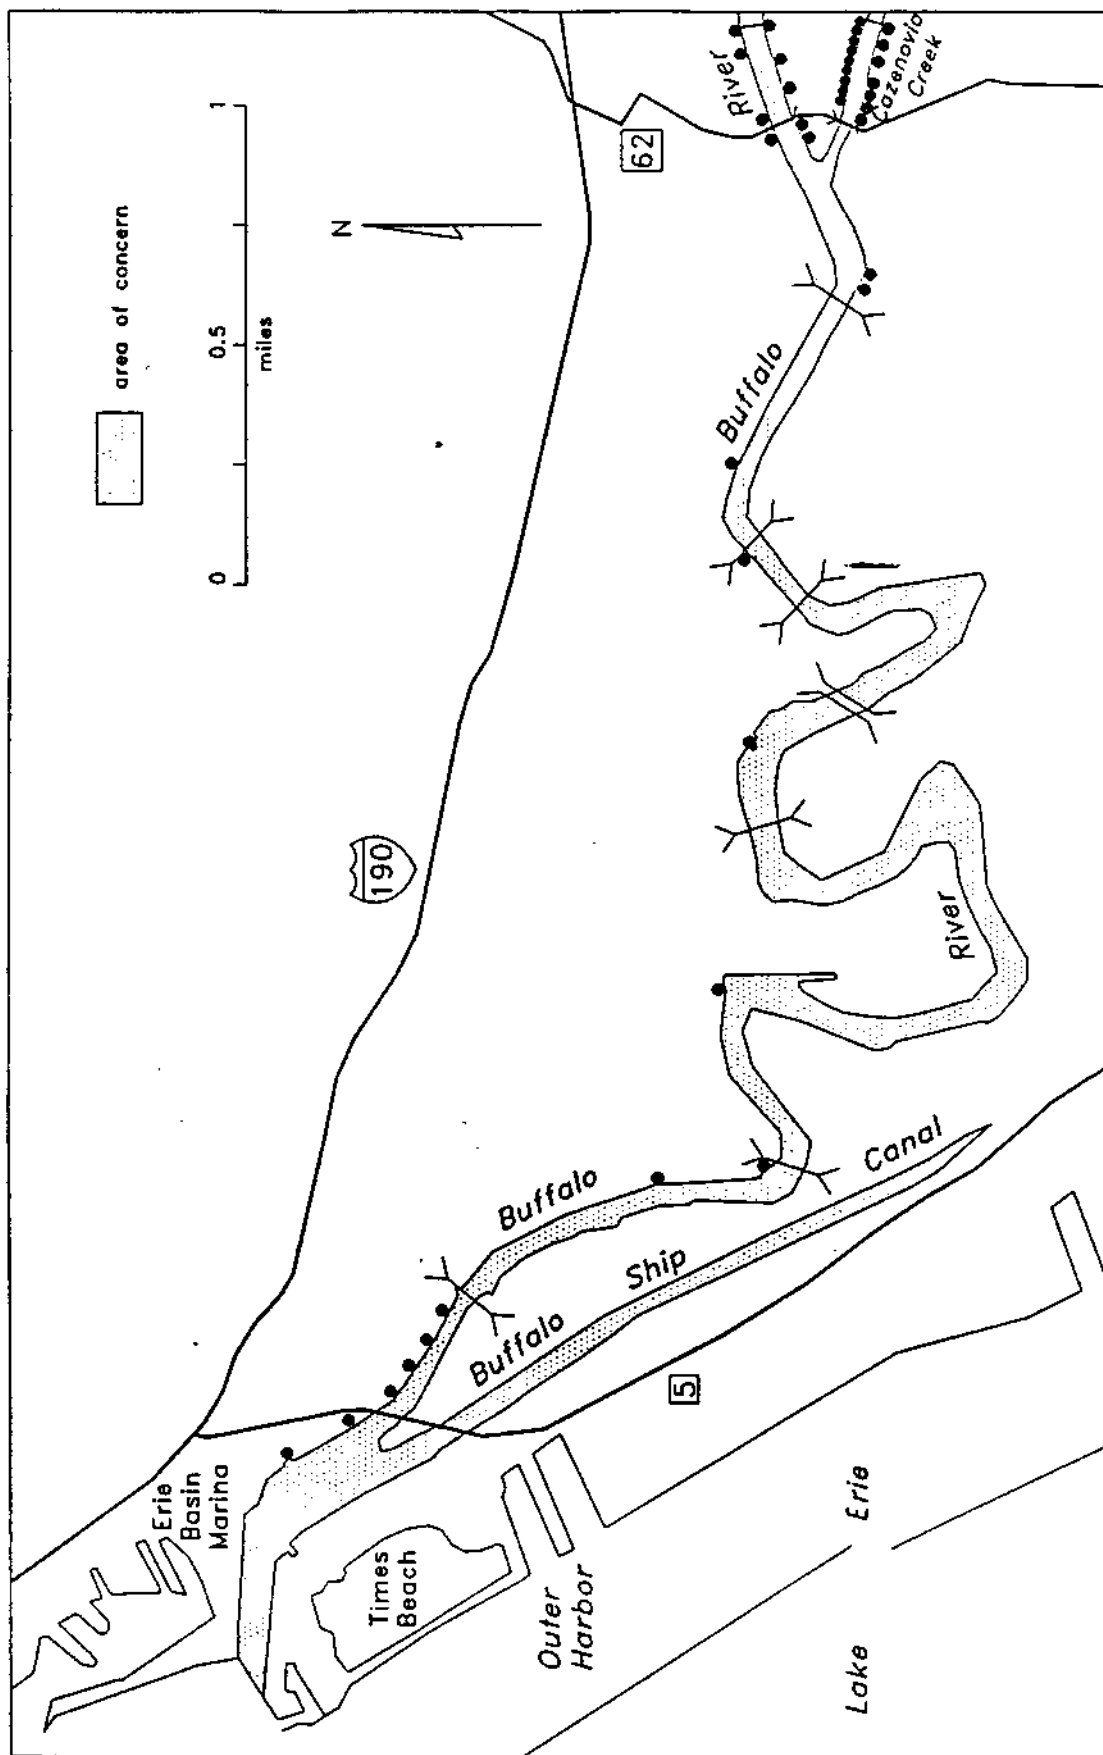 area of concern
0
0.5
1
miles
N
190
62
5
River
Cazenovia
Creek
Buffalo
River
Buffalo
Buffalo
Ship
Canal
Erie
Basin
Marina
Times
Beach
Outer
Harbor
Lake
Erie